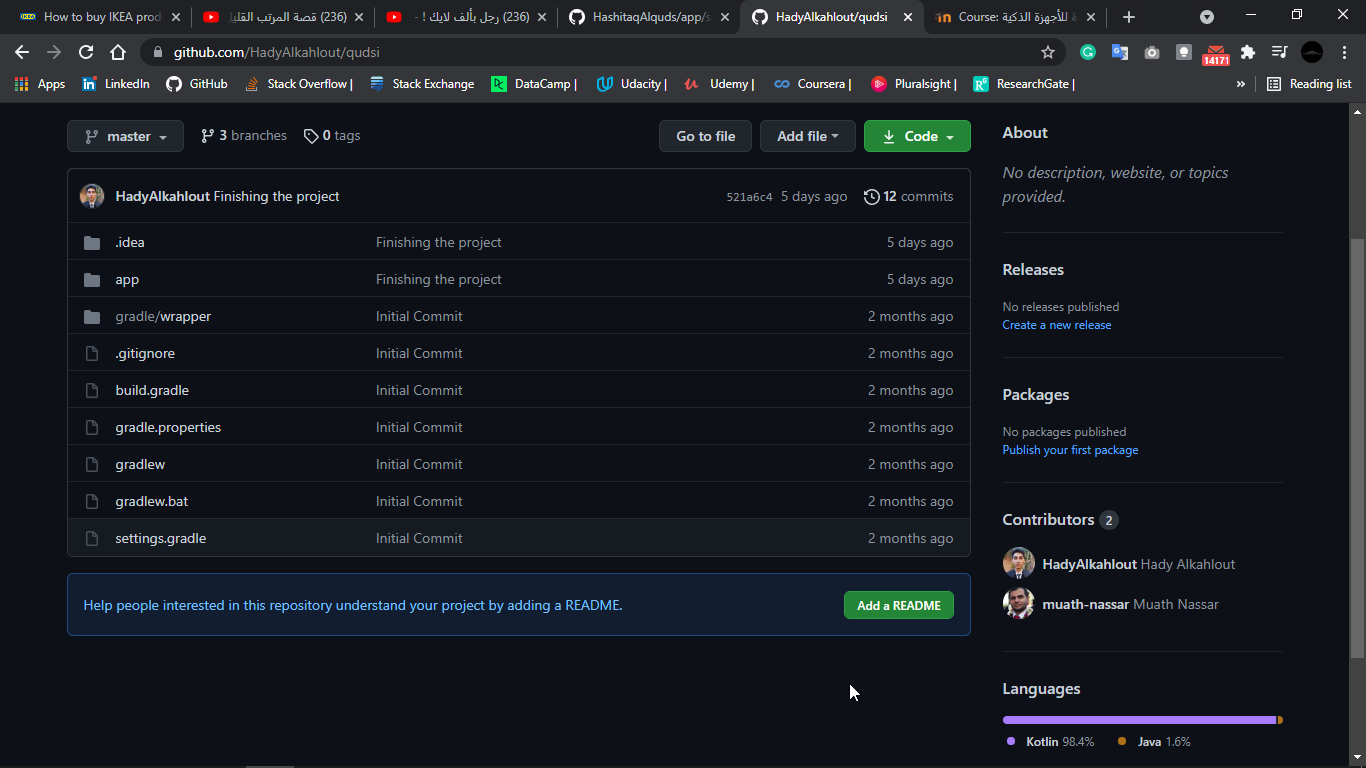 How to buy IKEA prod
(236) قصة المرتب القليل
(236) رجل بألف لايك ! -
HashitaqAlquds/app/s
HadyAlkahlout/qudsi
Course: للأجهزة الذكية
github.com/HadyAlkahlout/qudsi
14171
Apps
LinkedIn
GitHub
Stack Overflow |
Stack Exchange
DataCamp |
Udacity |
Udemy |
Coursera |
Pluralsight |
ResearchGate |
»
Reading list
master
3 branches
0 tags
Go to file
Add file
Code
HadyAlkahlout Finishing the project
521a6c4 5 days ago
12 commits
.idea Finishing the project 5 days ago
app Finishing the project 5 days ago
gradle/wrapper Initial Commit 2 months ago
.gitignore Initial Commit 2 months ago
build.gradle Initial Commit 2 months ago
gradle.properties Initial Commit 2 months ago
gradlew Initial Commit 2 months ago
gradlew.bat Initial Commit 2 months ago
settings.gradle Initial Commit 2 months ago
Help people interested in this repository understand your project by adding a README.
Add a README
About
No description, website, or topics
provided.
Releases
No releases published
Create a new release
Packages
No packages published
Publish your first package
Contributors 2
HadyAlkahlout Hady Alkahlout
muath-nassar Muath Nassar
Languages
Kotlin 98.4%
Java 1.6%